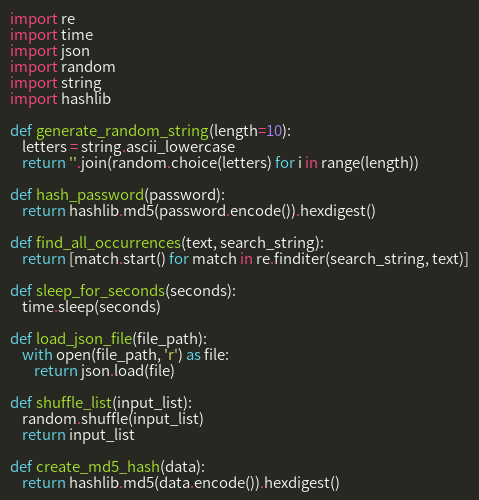 import re
import time
import json
import random
import string
import hashlib

def generate_random_string(length=10):
    letters = string.ascii_lowercase
    return ''.join(random.choice(letters) for i in range(length))

def hash_password(password):
    return hashlib.md5(password.encode()).hexdigest()

def find_all_occurrences(text, search_string):
    return [match.start() for match in re.finditer(search_string, text)]

def sleep_for_seconds(seconds):
    time.sleep(seconds)

def load_json_file(file_path):
    with open(file_path, 'r') as file:
        return json.load(file)

def shuffle_list(input_list):
    random.shuffle(input_list)
    return input_list

def create_md5_hash(data):
    return hashlib.md5(data.encode()).hexdigest()